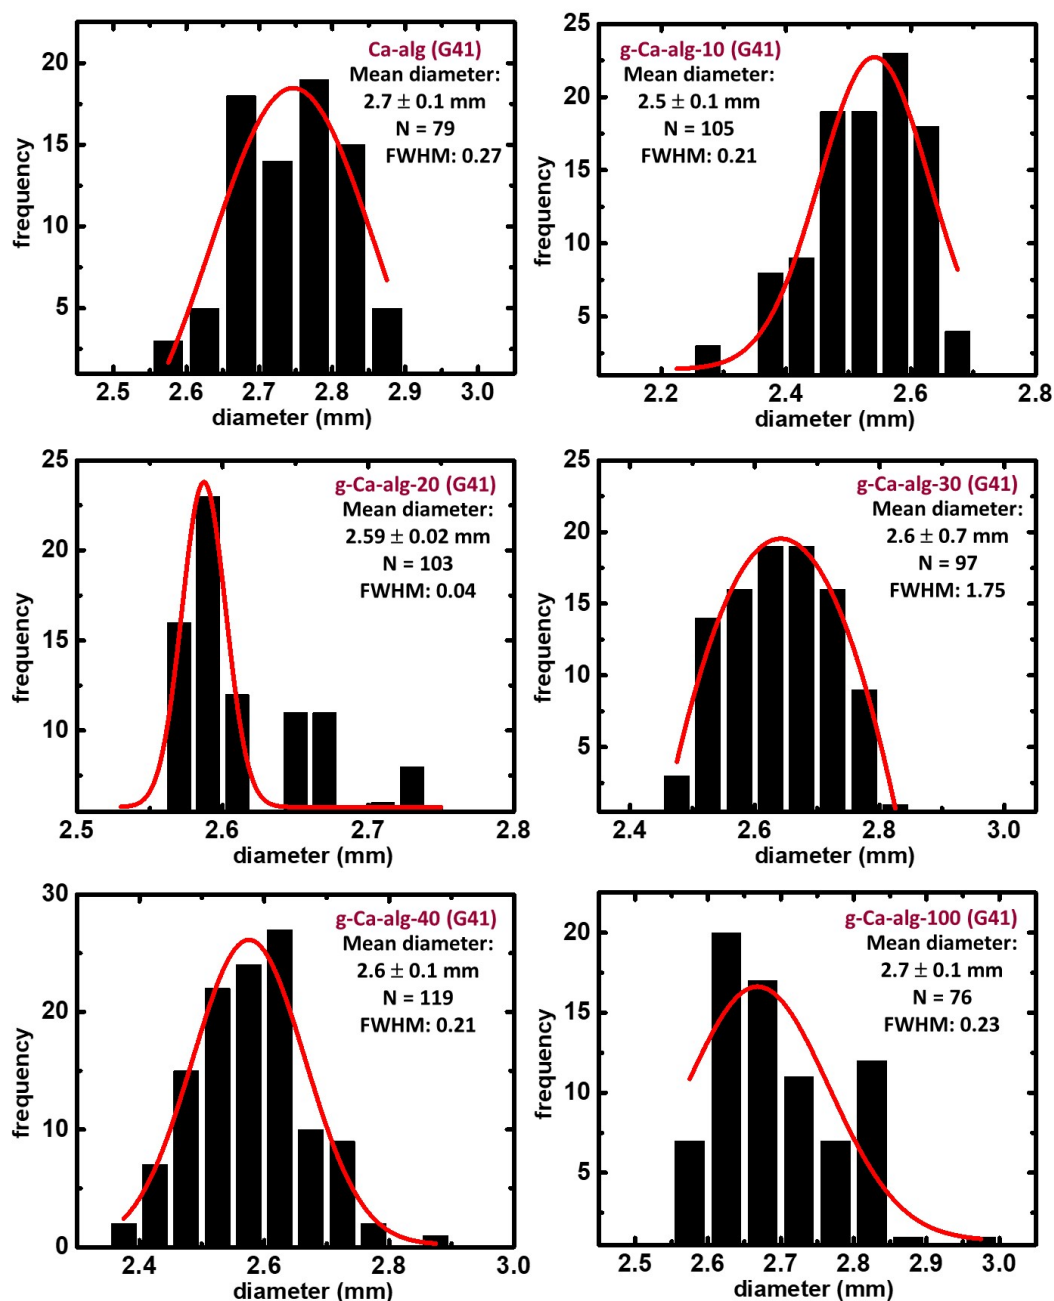 Ca-alg (G41)
Mean diameter:
2.7 ± 0.1 mm
N = 79
FWHM: 0.27
20
15
10
5
frequency
2.5 2.6 2.7 2.8 2.9 3.0
diameter (mm)
g-Ca-alg-10 (G41)
Mean diameter:
2.5 ± 0.1 mm
N = 105
FWHM: 0.21
25
20
15
10
5
frequency
2.2 2.4 2.6 2.8
diameter (mm)
g-Ca-alg-20 (G41)
Mean diameter:
2.59 ± 0.02 mm
N = 103
FWHM: 0.04
25
20
15
10
frequency
2.5 2.6 2.7 2.8
diameter (mm)
g-Ca-alg-30 (G41)
Mean diameter:
2.6 ± 0.7 mm
N = 97
FWHM: 1.75
25
20
15
10
5
frequency
2.4 2.6 2.8 3.0
diameter (mm)
g-Ca-alg-40 (G41)
Mean diameter:
2.6 ± 0.1 mm
N = 119
FWHM: 0.21
30
20
10
0
frequency
2.4 2.6 2.8 3.0
diameter (mm)
g-Ca-alg-100 (G41)
Mean diameter:
2.7 ± 0.1 mm
N = 76
FWHM: 0.23
20
15
10
5
frequency
2.5 2.6 2.7 2.8 2.9 3.0
diameter (mm)